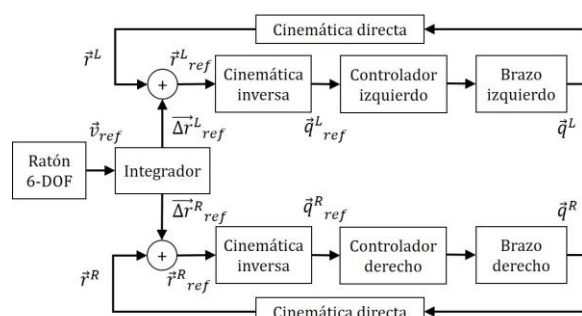 Cinemática directa
r⃗ᴸ
r⃗ᴸ_ref
+
Cinemática
inversa
q⃗ᴸ_ref
Controlador
izquierdo
Brazo
izquierdo
q⃗ᴸ
Δr⃗ᴸ_ref
v⃗_ref
Ratón
6-DOF
Integrador
Δr⃗ᴿ_ref
q⃗ᴿ_ref
q⃗ᴿ
+
Cinemática
inversa
Controlador
derecho
Brazo
derecho
r⃗ᴿ
r⃗ᴿ_ref
Cinemática directa